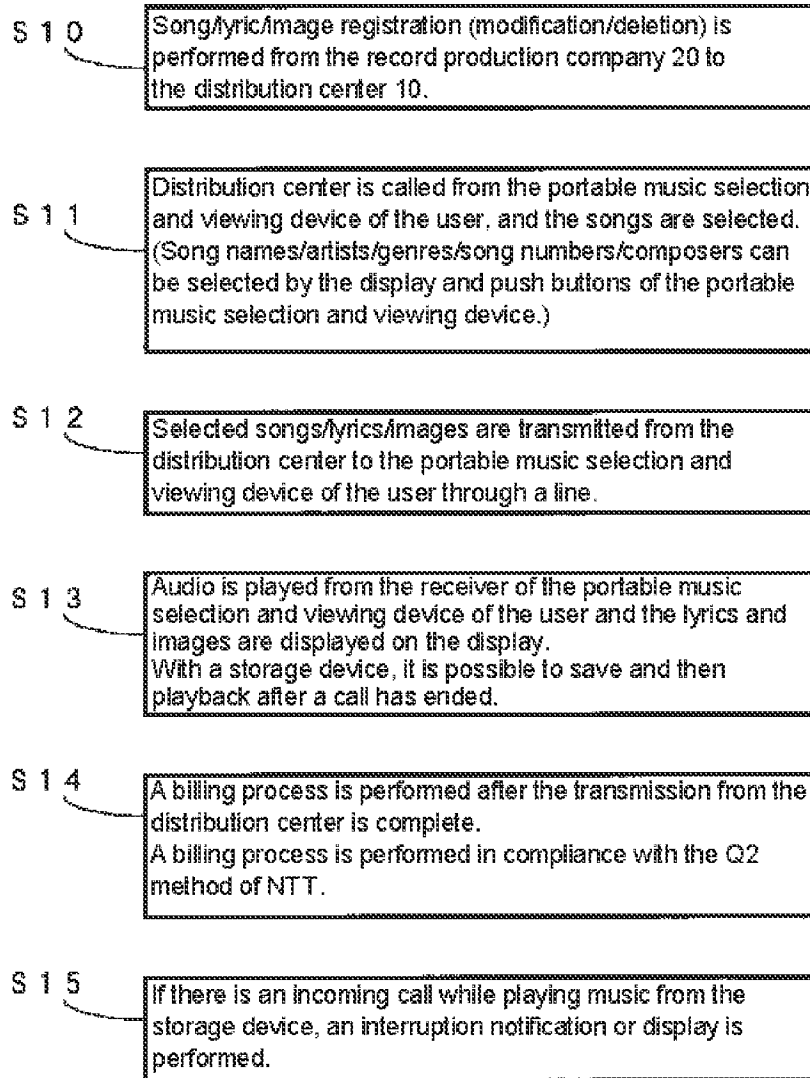 S10
Song/lyric/image registration (modification/deletion) is
performed from the record production company 20 to
the distribution center 10.
S11
Distribution center is called from the portable music selection
and viewing device of the user, and the songs are selected.
(Song names/artists/genres/song numbers/composers can
be selected by the display and push buttons of the portable
music selection and viewing device.)
S12
Selected songs/lyrics/images are transmitted from the
distribution center to the portable music selection and
viewing device of the user through a line.
S13
Audio is played from the receiver of the portable music
selection and viewing device of the user and the lyrics and
images are displayed on the display.
With a storage device, it is possible to save and then
playback after a call has ended.
S14
A billing process is performed after the transmission from the
distribution center is complete.
A billing process is performed in compliance with the Q2
method of NTT.
S15
If there is an incoming call while playing music from the
storage device, an interruption notification or display is
performed.